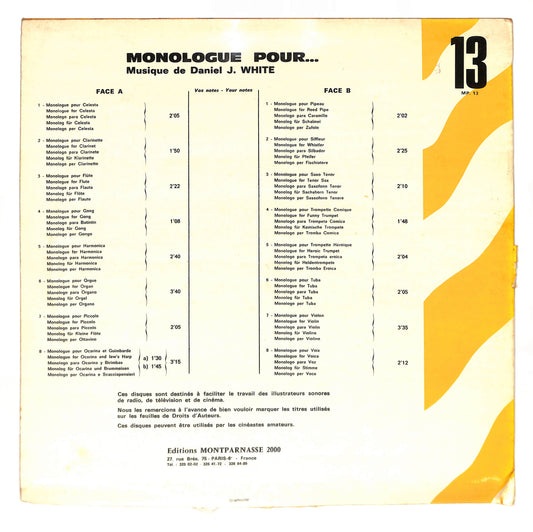 MONOLOGUE POUR...
Musique de Daniel J. WHITE
13
MP. 13
FACE A
Vos notes - Your notes
FACE B
1 - Monologue pour Celesta
Monologue for Celesta
Monologo para Celesta
Monolog für Celesta
Monologo per Celesta
2'05
2 - Monologue pour Clarinette
Monologue for Clarinet
Monologo para Clarinete
Monolog für Klarinette
Monologo per Clarinette
1'50
3 - Monologue pour Flûte
Monologue for Flute
Monologo para Flauta
Monolog für Flöte
Monologo per Flaute
2'22
4 - Monologue pour Gong
Monologue for Gong
Monologo para Batintin
Monolog für Gong
Monologo per Gongo
1'08
5 - Monologue pour Harmonica
Monologue for Harmonica
Monologo para Harmonica
Monolog für Harmonica
Monologo per Harmonica
2'40
6 - Monologue pour Orgue
Monologue for Organ
Monologo para Organo
Monolog für Orgel
Monologo per Organo
3'40
7 - Monologue pour Piccolo
Monologue for Piccolo
Monologo para Piccolo
Monolog für Kleine Flöte
Monologo per Ottavino
2'05
8 - Monologue pour Ocarina et Guimbarde
Monologue for Ocarina and Jew's Harp
Monologo para Ocarina y Birimbao
Monolog für Ocarina und Brummeisen
Monologo per Ocarina e Scacciapensieri
a) 1'30
b) 1'45
3'15
1 - Monologue pour Pipeau
Monologue for Reed Pipe
Monologo para Caramillo
Monolog für Schalmei
Monologo per Zufolo
2'02
2 - Monologue pour Siffleur
Monologue for Whistler
Monologo para Silbador
Monolog für Pfeifer
Monologo per Fischiatore
2'25
3 - Monologue pour Saxo Tenor
Monologue for Tenor Sax
Monologo para Saxofono Tenor
Monolog für Sachshorn Tenor
Monologo per Sassofono Tenore
2'10
4 - Monologue pour Trompette Comique
Monologue for Funny Trumpet
Monologo para Trompeta Comica
Monolog für Komische Trompete
Monologo per Tromba Comica
1'48
5 - Monologue pour Trompette Héroïque
Monologue for Heroic Trumpet
Monologo para Trompeta eroica
Monolog für Heldentrompete
Monologo per Tromba Eroica
2'04
6 - Monologue pour Tuba
Monologue for Tuba
Monologo para Tuba
Monolog für Tuba
Monologo per Tuba
2'05
7 - Monologue pour Violon
Monologue for Violin
Monologo para Violin
Monolog für Violine
Monologo per Violino
3'35
8 - Monologue pour Voix
Monologue for Voice
Monologo para Voz
Monolog für Stimme
Monologo per Voce
2'12
Ces disques sont destinés à faciliter le travail des illustrateurs sonores
de radio, de télévision et de cinéma.
Nous les remercions à l'avance de bien vouloir marquer les titres utilisés
sur les feuilles de Droits d'Auteurs.
Ces disques peuvent être utilisés par les cinéastes amateurs.
Editions MONTPARNASSE 2000
27 rue Bréa, 75 - PARIS-6e - France